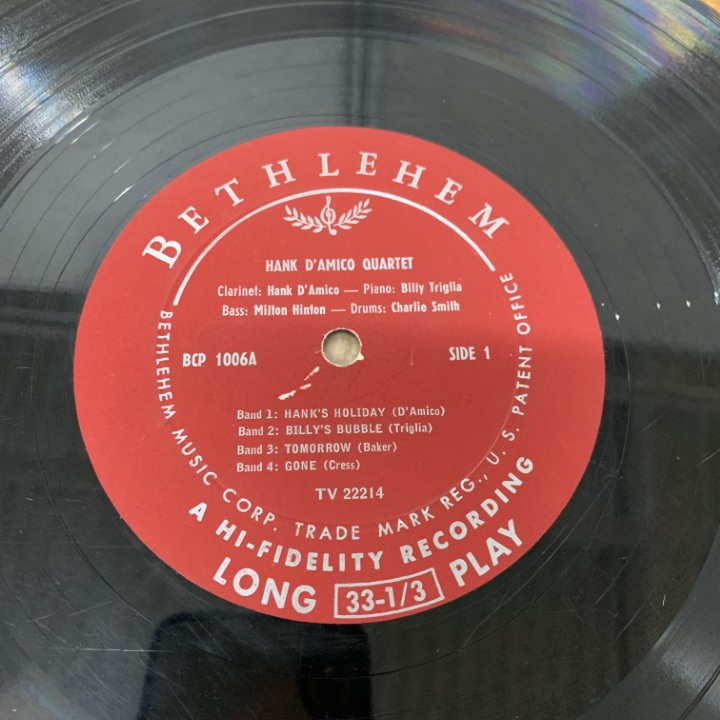 BETHLEHEM
HANK D'AMICO QUARTET
Clarinet: Hank D'Amico — Piano: Billy Triglia
Bass: Milton Hinton — Drums: Charlie Smith
BCP 1006A
SIDE 1
Band 1: HANK'S HOLIDAY (D'Amico)
Band 2: BILLY'S BUBBLE (Triglia)
Band 3: TOMORROW (Baker)
Band 4: GONE (Cress)
TV 22214
BETHLEHEM MUSIC CORP. TRADE MARK REG., U. S. PATENT OFFICE
A HI-FIDELITY RECORDING
LONG 33-1/3 PLAY